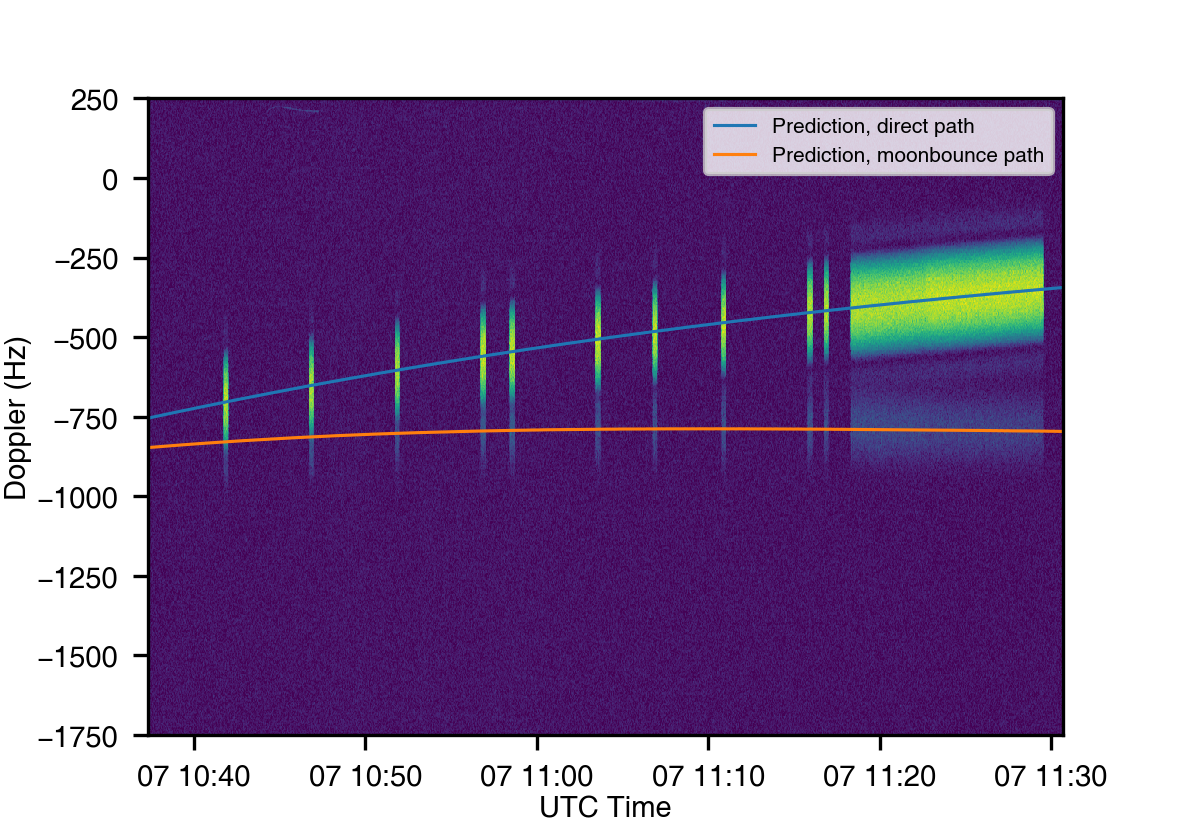 Prediction, direct path
Prediction, moonbounce path
Doppler (Hz)
250
0
−250
−500
−750
−1000
−1250
−1500
−1750
07 10:40 07 10:50 07 11:00 07 11:10 07 11:20 07 11:30
UTC Time